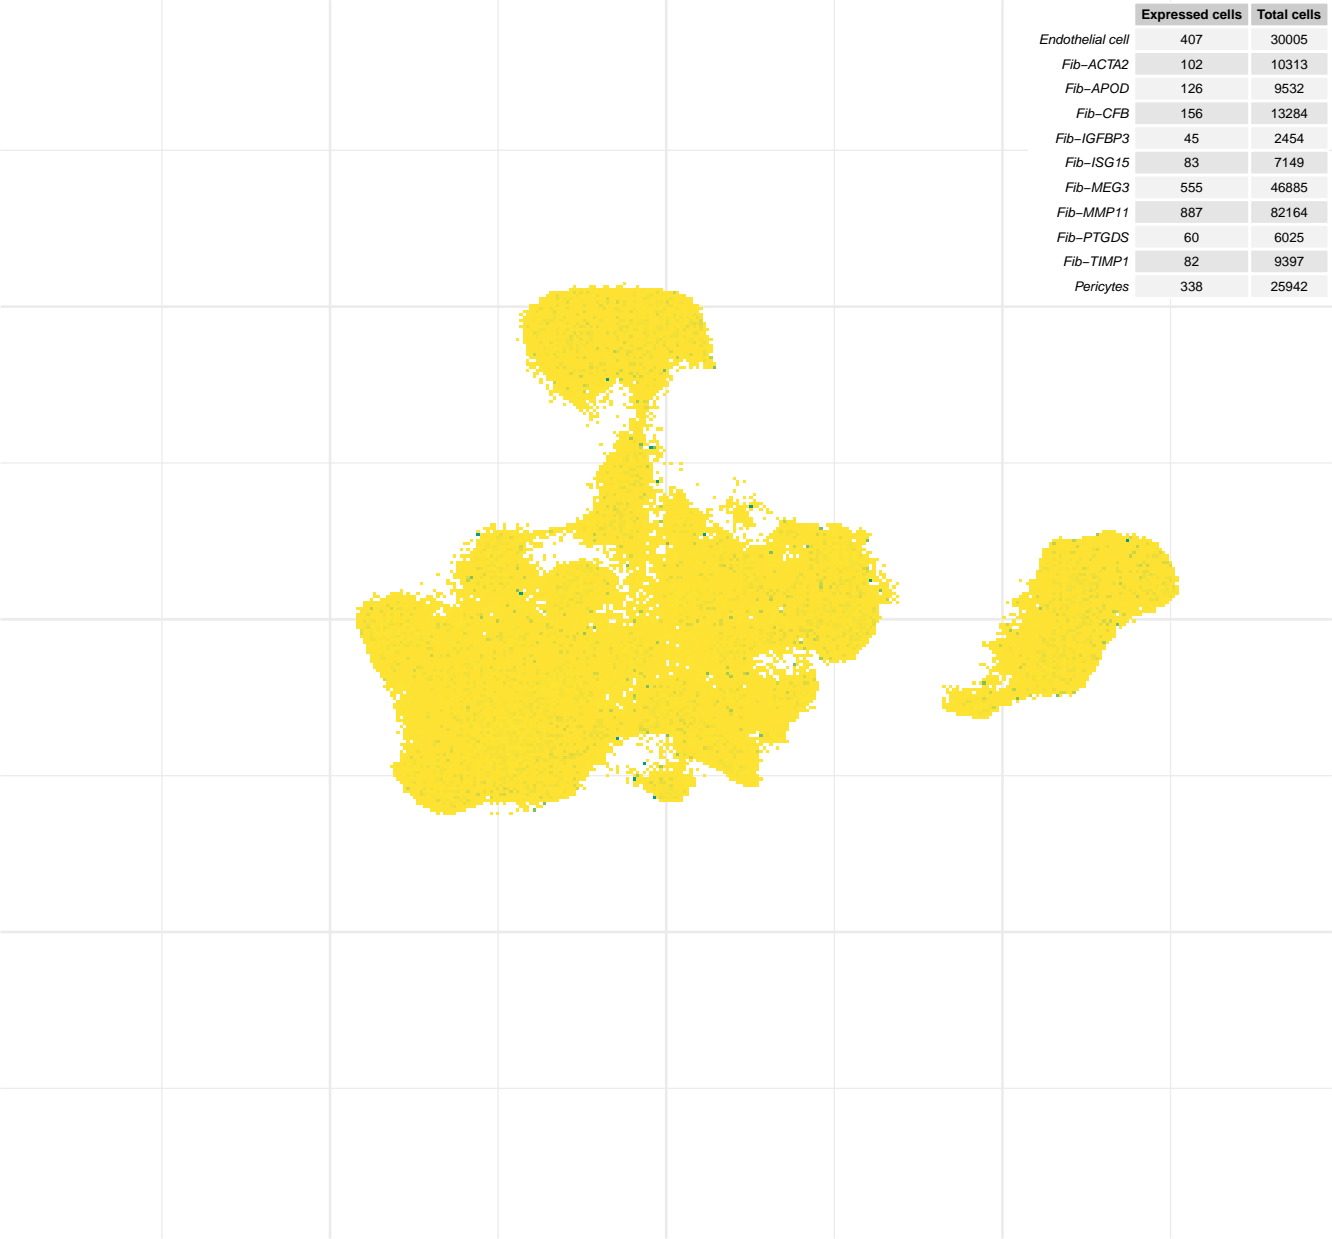 Expressed cells Total cells
Endothelial cell 407 30005
Fib−ACTA2 102 10313
Fib−APOD 126 9532
Fib−CFB 156 13284
Fib−IGFBP3 45 2454
Fib−ISG15 83 7149
Fib−MEG3 555 46885
Fib−MMP11 887 82164
Fib−PTGDS 60 6025
Fib−TIMP1 82 9397
Pericytes 338 25942